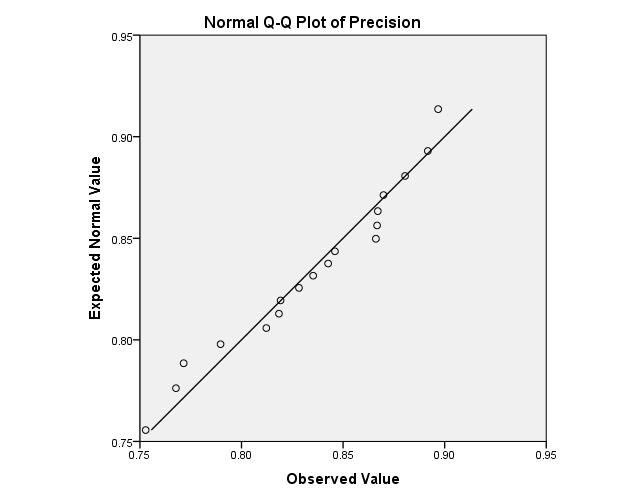 Normal Q-Q Plot of Precision
0.95
0.90
0.85
0.80
0.75
Expected Normal Value
0.75 0.80 0.85 0.90 0.95
Observed Value